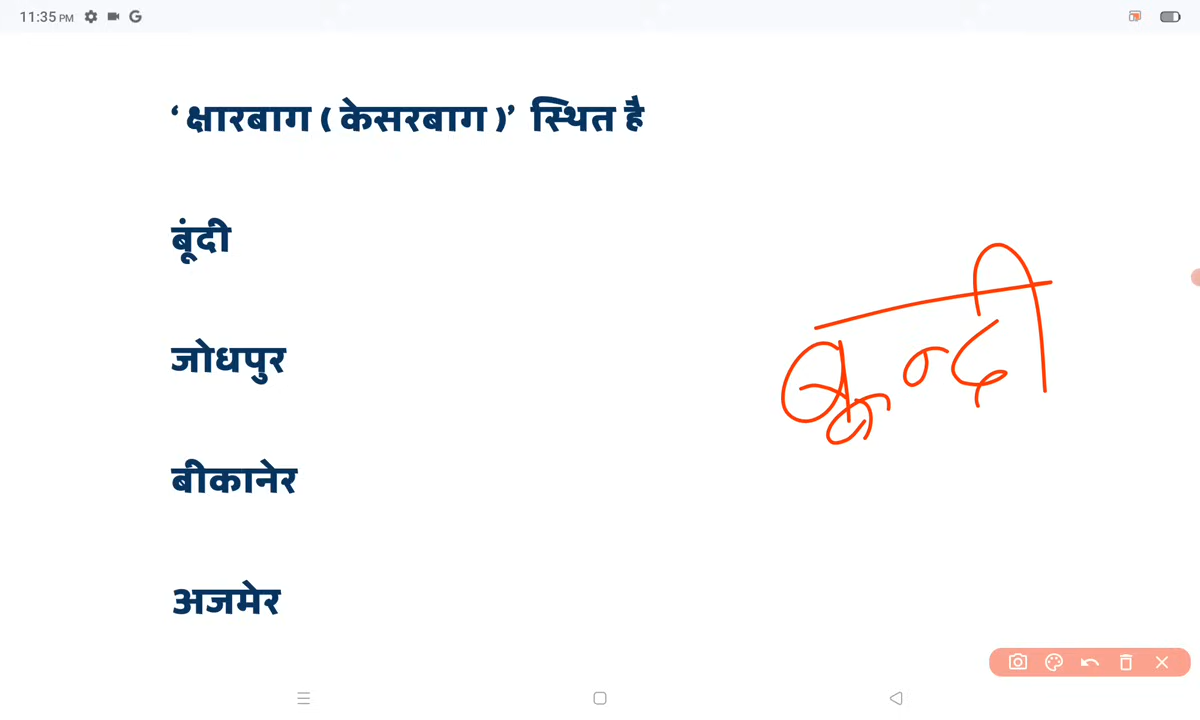 11:35 PM G
‘ क्षारबाग ( केसरबाग )’ स्थित है
बूंदी
बून्दी
जोधपुर
बीकानेर
अजमेर